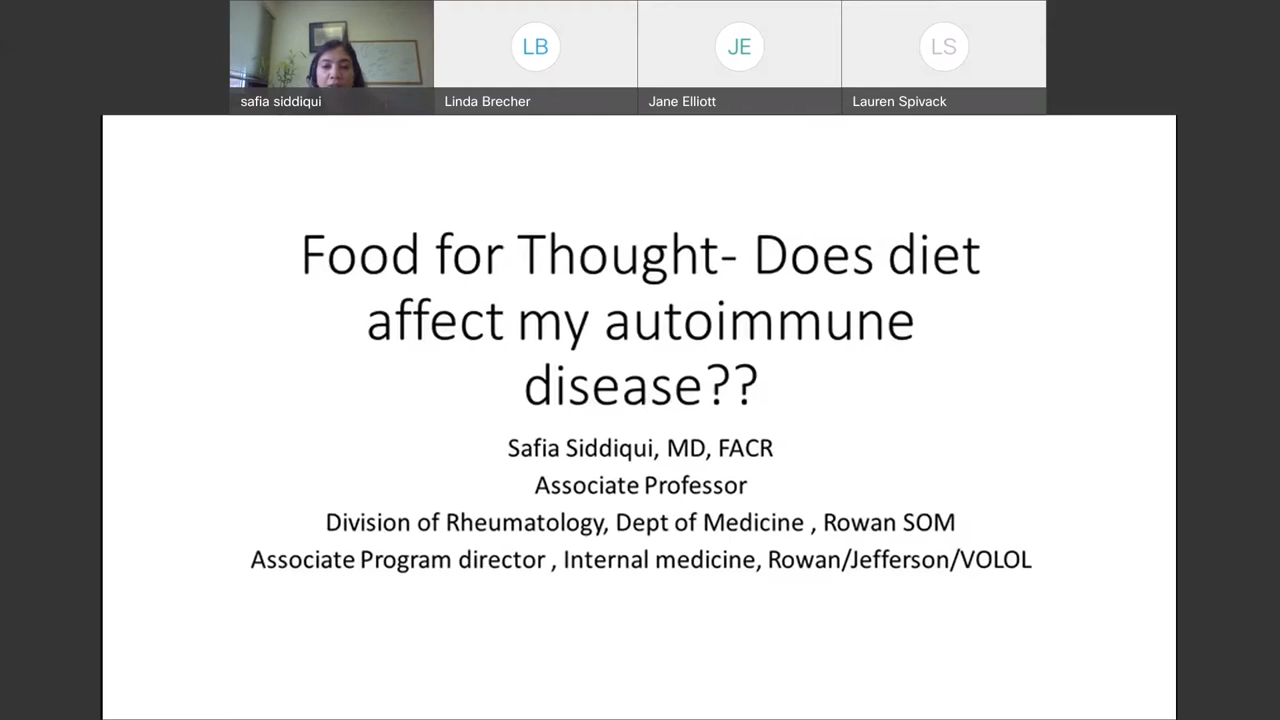 safia siddiqui
LB
Linda Brecher
JE
Jane Elliott
LS
Lauren Spivack
Food for Thought- Does diet
affect my autoimmune
disease??
Safia Siddiqui, MD, FACR
Associate Professor
Division of Rheumatology, Dept of Medicine , Rowan SOM
Associate Program director , Internal medicine, Rowan/Jefferson/VOLOL